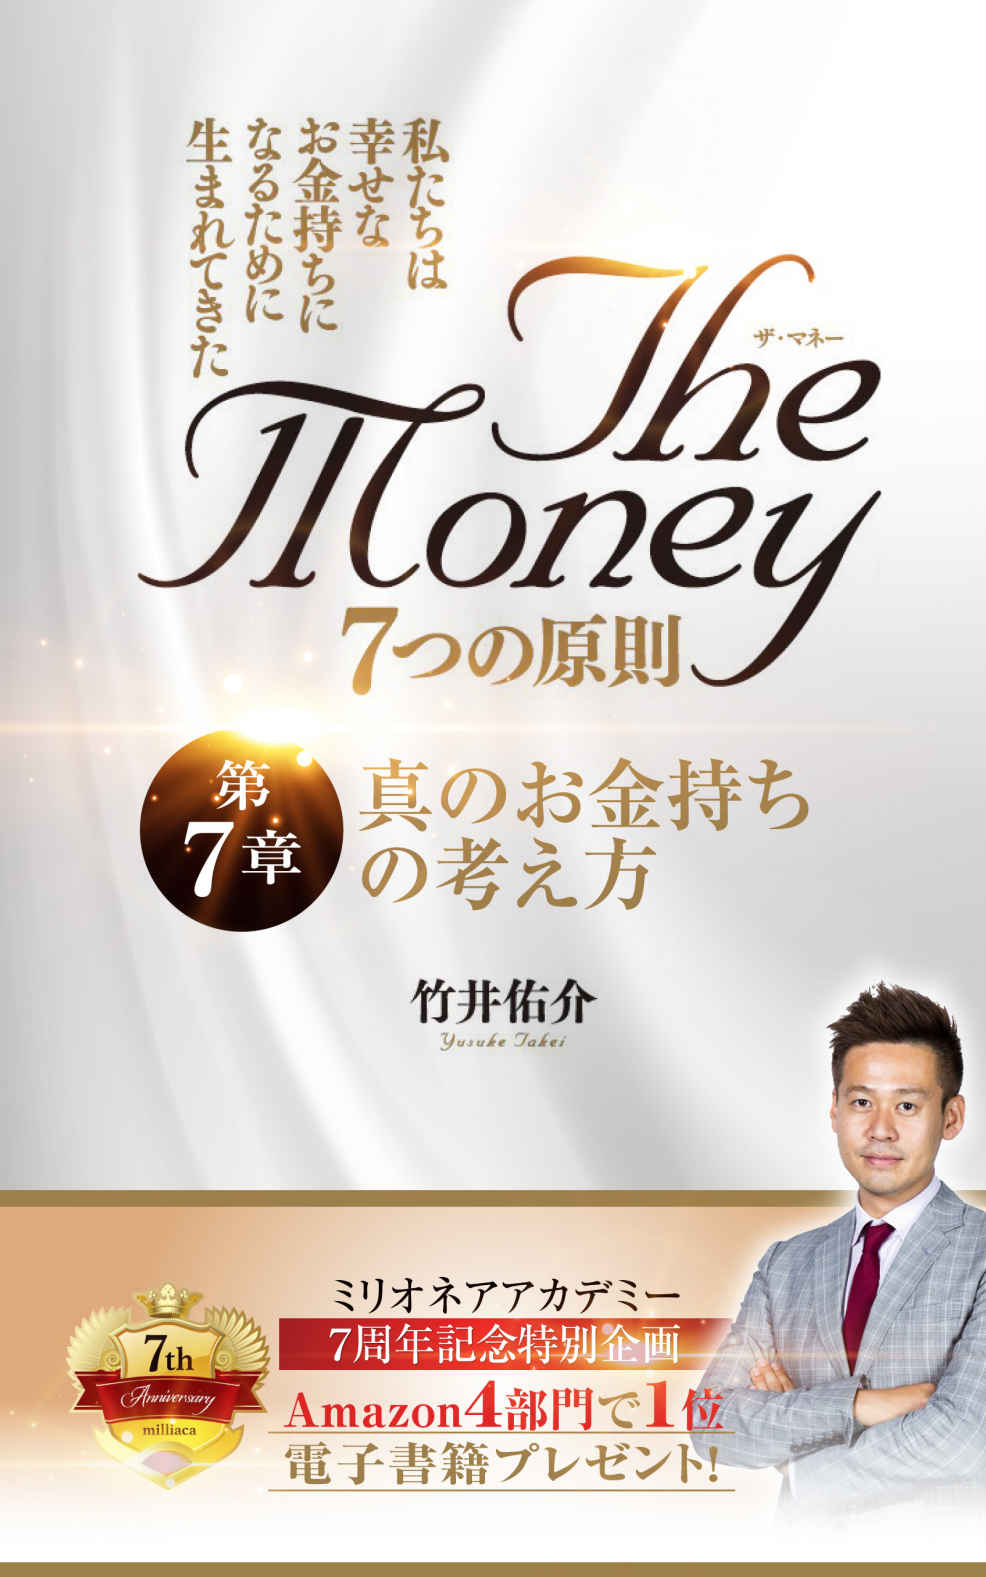 私たちは
幸せな
お金持ちに
なるために
生まれてきた
The
ザ・マネー
Money
7つの原則
第
7章
真のお金持ち
の考え方
竹井佑介
Yusuke Takei
ミリオネアアカデミー
7周年記念特別企画
Amazon4部門で1位
電子書籍プレゼント!
7th
Anniversary
milliaca